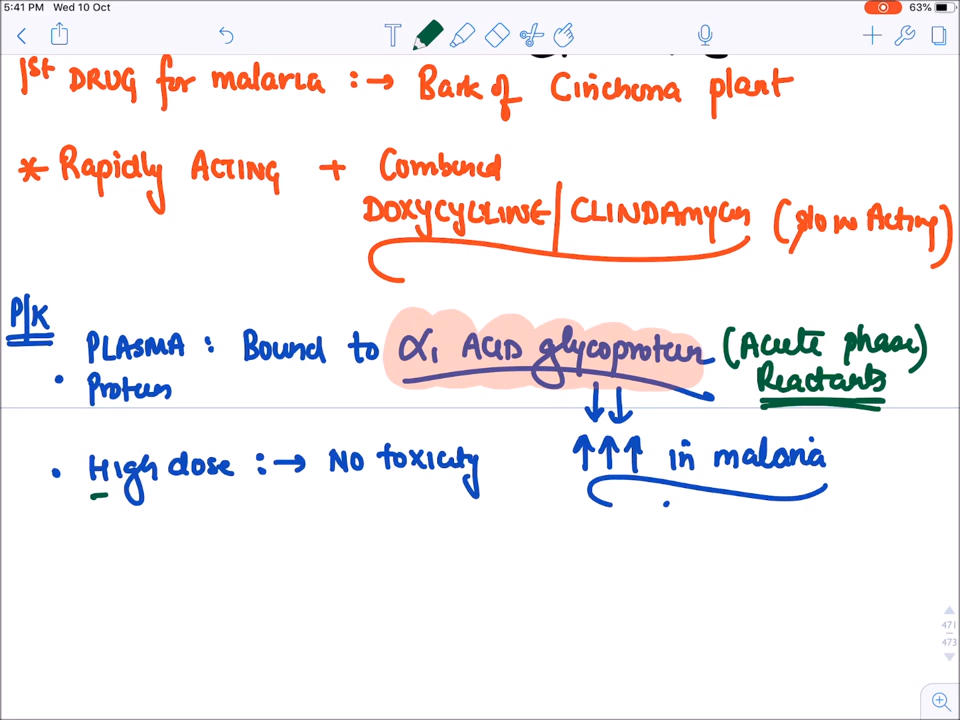 5:41 PM Wed 10 Oct
63%
T
1st DRUG for malaria :→ Bark of Cinchona plant
* Rapidly ACTING + Combined
DOXYCYCLINE | CLINDAmycin (slow Acting)
P/K
PLASMA : Bound to α1 ACID glycoprotein (Acute phase)
• Proteins Reactants
• High dose :→ No toxicity ↑↑↑ in malaria
471
473